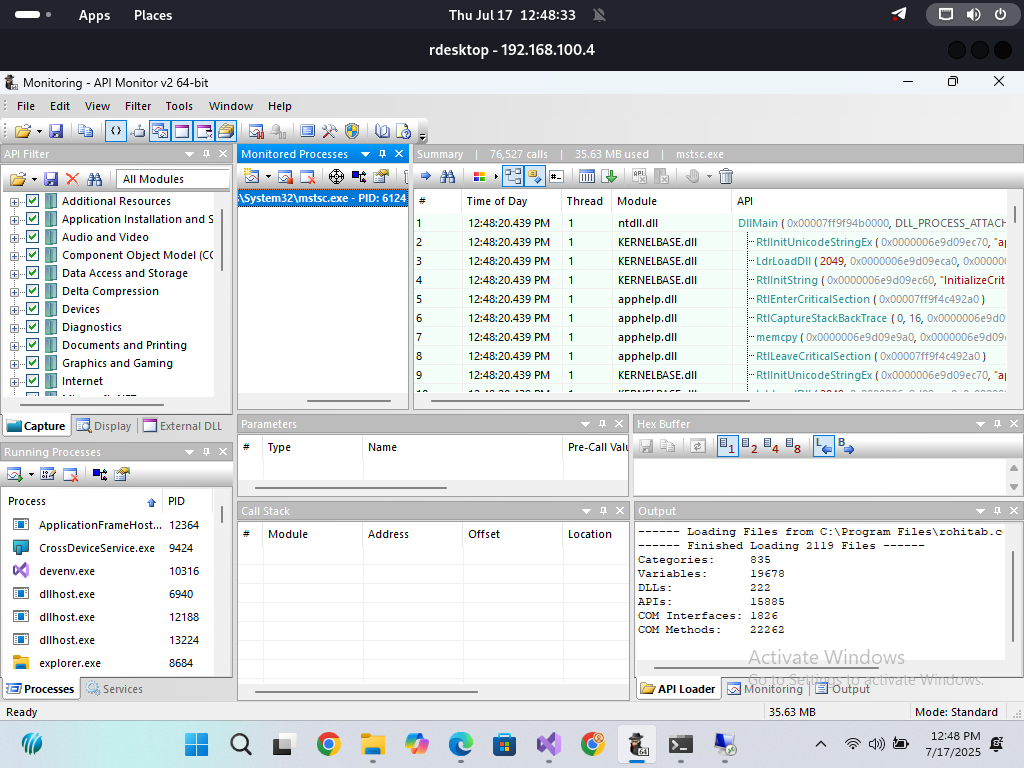 Apps Places Thu Jul 17 12:48:33
rdesktop - 192.168.100.4
Monitoring - API Monitor v2 64-bit
File Edit View Filter Tools Window Help
API Filter
All Modules
Additional Resources
Application Installation and S
Audio and Video
Component Object Model (CO
Data Access and Storage
Delta Compression
Devices
Diagnostics
Documents and Printing
Graphics and Gaming
Internet
Capture Display External DLL
Monitored Processes
:\System32\mstsc.exe - PID: 6124
Summary | 76,527 calls | 35.63 MB used | mstsc.exe
# Time of Day Thread Module API
1 12:48:20.439 PM 1 ntdll.dll DllMain ( 0x00007ff9f94b0000, DLL_PROCESS_ATTACH
2 12:48:20.439 PM 1 KERNELBASE.dll RtlInitUnicodeStringEx ( 0x0000006e9d09ec70, "ap
3 12:48:20.439 PM 1 KERNELBASE.dll LdrLoadDll ( 2049, 0x0000006e9d09eca0, 0x000000
4 12:48:20.439 PM 1 KERNELBASE.dll RtlInitString ( 0x0000006e9d09ec60, "InitializeCrit
5 12:48:20.439 PM 1 apphelp.dll RtlEnterCriticalSection ( 0x00007ff9f4c492a0 )
6 12:48:20.439 PM 1 apphelp.dll RtlCaptureStackBackTrace ( 0, 16, 0x0000006e9d0
7 12:48:20.439 PM 1 apphelp.dll memcpy ( 0x0000006e9d09e9a0, 0x0000006e9d09
8 12:48:20.439 PM 1 apphelp.dll RtlLeaveCriticalSection ( 0x00007ff9f4c492a0 )
9 12:48:20.439 PM 1 KERNELBASE.dll RtlInitUnicodeStringEx ( 0x0000006e9d09ec70, "ap
Running Processes
Process PID
ApplicationFrameHost... 12364
CrossDeviceService.exe 9424
devenv.exe 10316
dllhost.exe 6940
dllhost.exe 12188
dllhost.exe 13224
explorer.exe 8684
Processes Services
Parameters
# Type Name Pre-Call Valu
Call Stack
# Module Address Offset Location
Hex Buffer
1 2 4 8 L B
Output
------ Loading Files from C:\Program Files\rohitab.co
------ Finished Loading 2119 Files ------
Categories: 835
Variables: 19678
DLLs: 222
APIs: 15885
COM Interfaces: 1826
COM Methods: 22262
Activate Windows
Go to Settings to activate Windows.
API Loader Monitoring Output
Ready 35.63 MB Mode: Standard
64
12:48 PM
7/17/2025